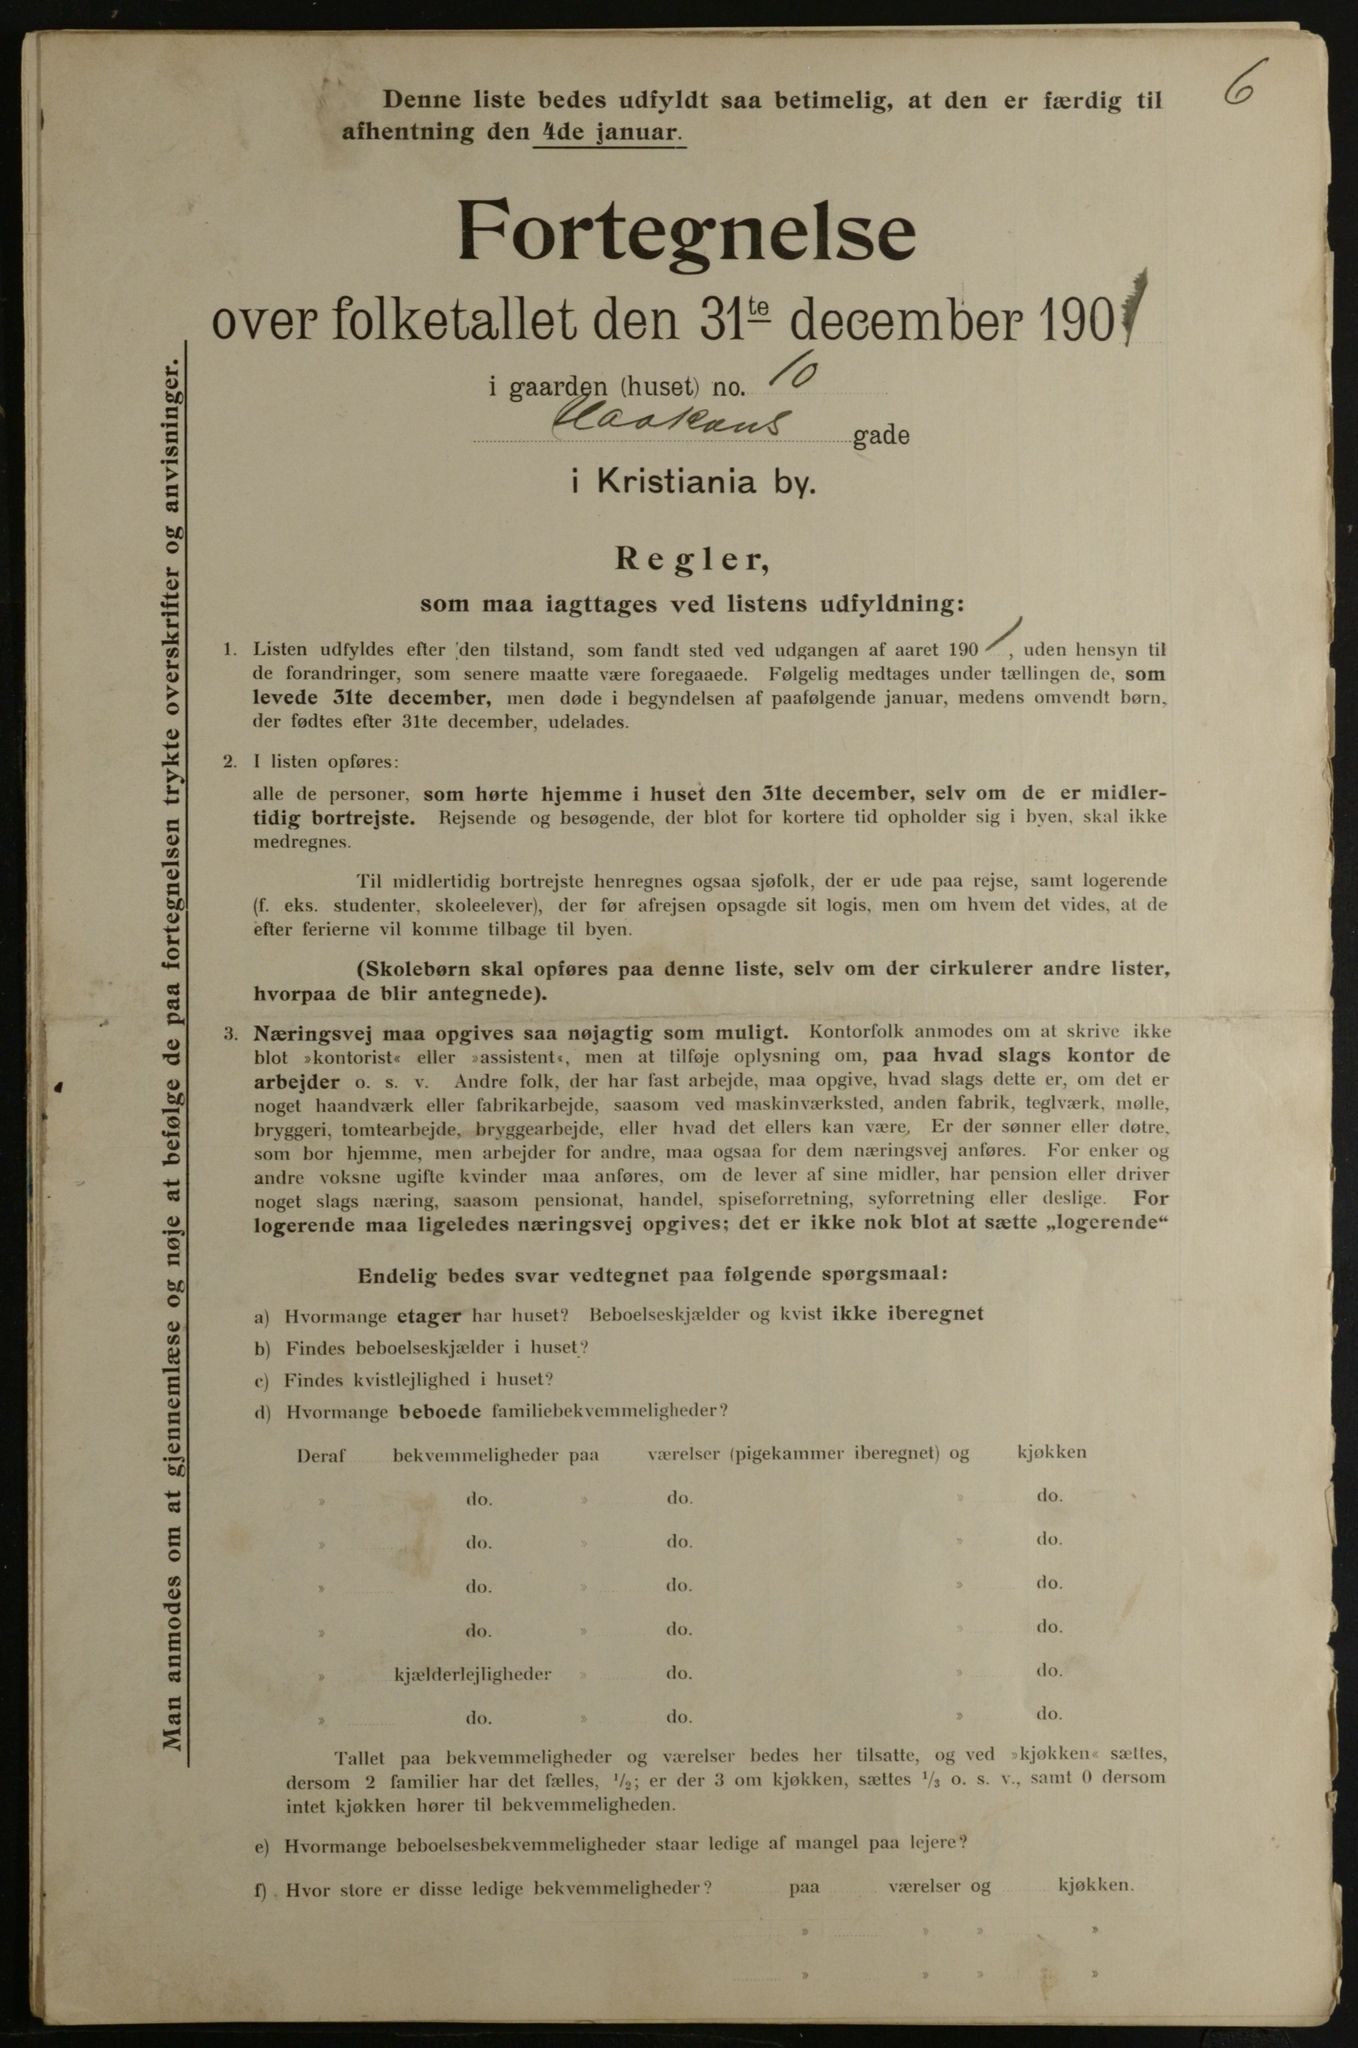 6
Denne liste bedes udfyldt saa betimelig, at den er færdig til
afhentning den 4de januar.
Fortegnelse
over folketallet den 31te december 1901
i gaarden (huset) no. 10
Haakons gade
i Kristiania by.
Regler,
som maa iagttages ved listens udfyldning:
1. Listen udfyldes efter den tilstand, som fandt sted ved udgangen af aaret 1901, uden hensyn til
de forandringer, som senere maatte være foregaaede. Følgelig medtages under tællingen de, som
levede 31te december, men døde i begyndelsen af paafølgende januar, medens omvendt børn,
der fødtes efter 31te december, udelades.
2. I listen opføres:
alle de personer, som hørte hjemme i huset den 31te december, selv om de er midler-
tidig bortrejste. Rejsende og besøgende, der blot for kortere tid opholder sig i byen, skal ikke
medregnes.
Til midlertidig bortrejste henregnes ogsaa sjøfolk, der er ude paa rejse, samt logerende
(f. eks. studenter, skoleelever), der før afrejsen opsagde sit logis, men om hvem det vides, at de
efter ferierne vil komme tilbage til byen.
(Skolebørn skal opføres paa denne liste, selv om der cirkulerer andre lister,
hvorpaa de blir antegnede).
3. Næringsvej maa opgives saa nøjagtig som muligt. Kontorfolk anmodes om at skrive ikke
blot »kontorist« eller »assistent«, men at tilføje oplysning om, paa hvad slags kontor de
arbejder o. s. v. Andre folk, der har fast arbejde, maa opgive, hvad slags dette er, om det er
noget haandværk eller fabrikarbejde, saasom ved maskinværksted, anden fabrik, teglværk, mølle,
bryggeri, tomtearbejde, bryggearbejde, eller hvad det ellers kan være. Er der sønner eller døtre,
som bor hjemme, men arbejder for andre, maa ogsaa for dem næringsvej anføres. For enker og
andre voksne ugifte kvinder maa anføres, om de lever af sine midler, har pension eller driver
noget slags næring, saasom pensionat, handel, spiseforretning, syforretning eller deslige. For
logerende maa ligeledes næringsvej opgives; det er ikke nok blot at sætte „logerende“
Endelig bedes svar vedtegnet paa følgende spørgsmaal:
a) Hvormange etager har huset? Beboelseskjælder og kvist ikke iberegnet
b) Findes beboelseskjælder i huset?
c) Findes kvistlejlighed i huset?
d) Hvormange beboede familiebekvemmeligheder?
Deraf bekvemmeligheder paa værelser (pigekammer iberegnet) og kjøkken
» do. » do. » do.
» do. » do. » do.
» do. » do. » do.
» do. » do. » do.
» kjælderlejligheder » do. » do.
» do. » do. » do.
Tallet paa bekvemmeligheder og værelser bedes her tilsatte, og ved »kjøkken« sættes,
dersom 2 familier har det fælles, 1/2; er der 3 om kjøkken, sættes 1/3 o. s. v., samt 0 dersom
intet kjøkken hører til bekvemmeligheden.
e) Hvormange beboelsesbekvemmeligheder staar ledige af mangel paa lejere?
f) Hvor store er disse ledige bekvemmeligheder? paa værelser og kjøkken.
» » » »
» » » »
Man anmodes om at gjennemlæse og nøje at befølge de paa fortegnelsen trykte overskrifter og anvisninger.